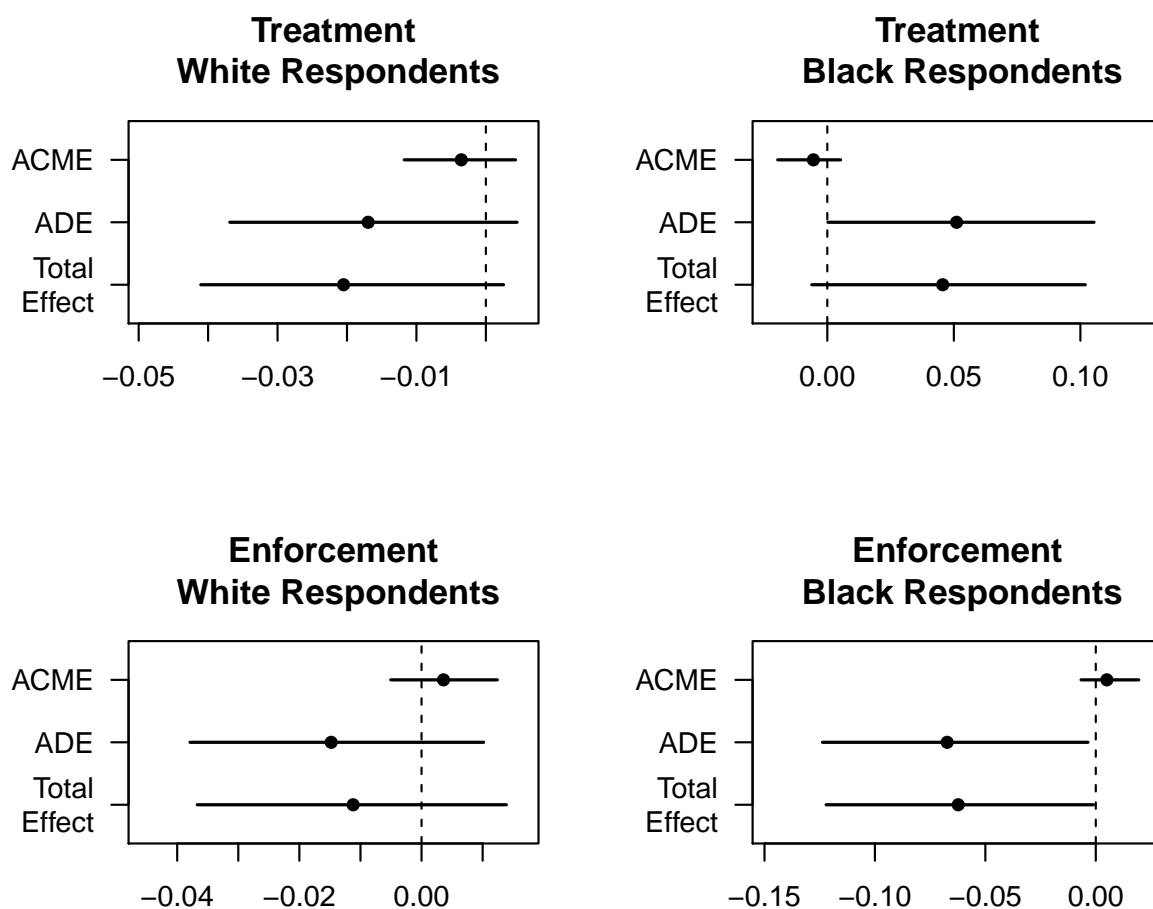 Treatment
White Respondents
ACME
ADE
Total
Effect
−0.05
−0.03
−0.01
Treatment
Black Respondents
ACME
ADE
Total
Effect
0.00
0.05
0.10
Enforcement
White Respondents
ACME
ADE
Total
Effect
−0.04
−0.02
0.00
Enforcement
Black Respondents
ACME
ADE
Total
Effect
−0.15
−0.10
−0.05
0.00